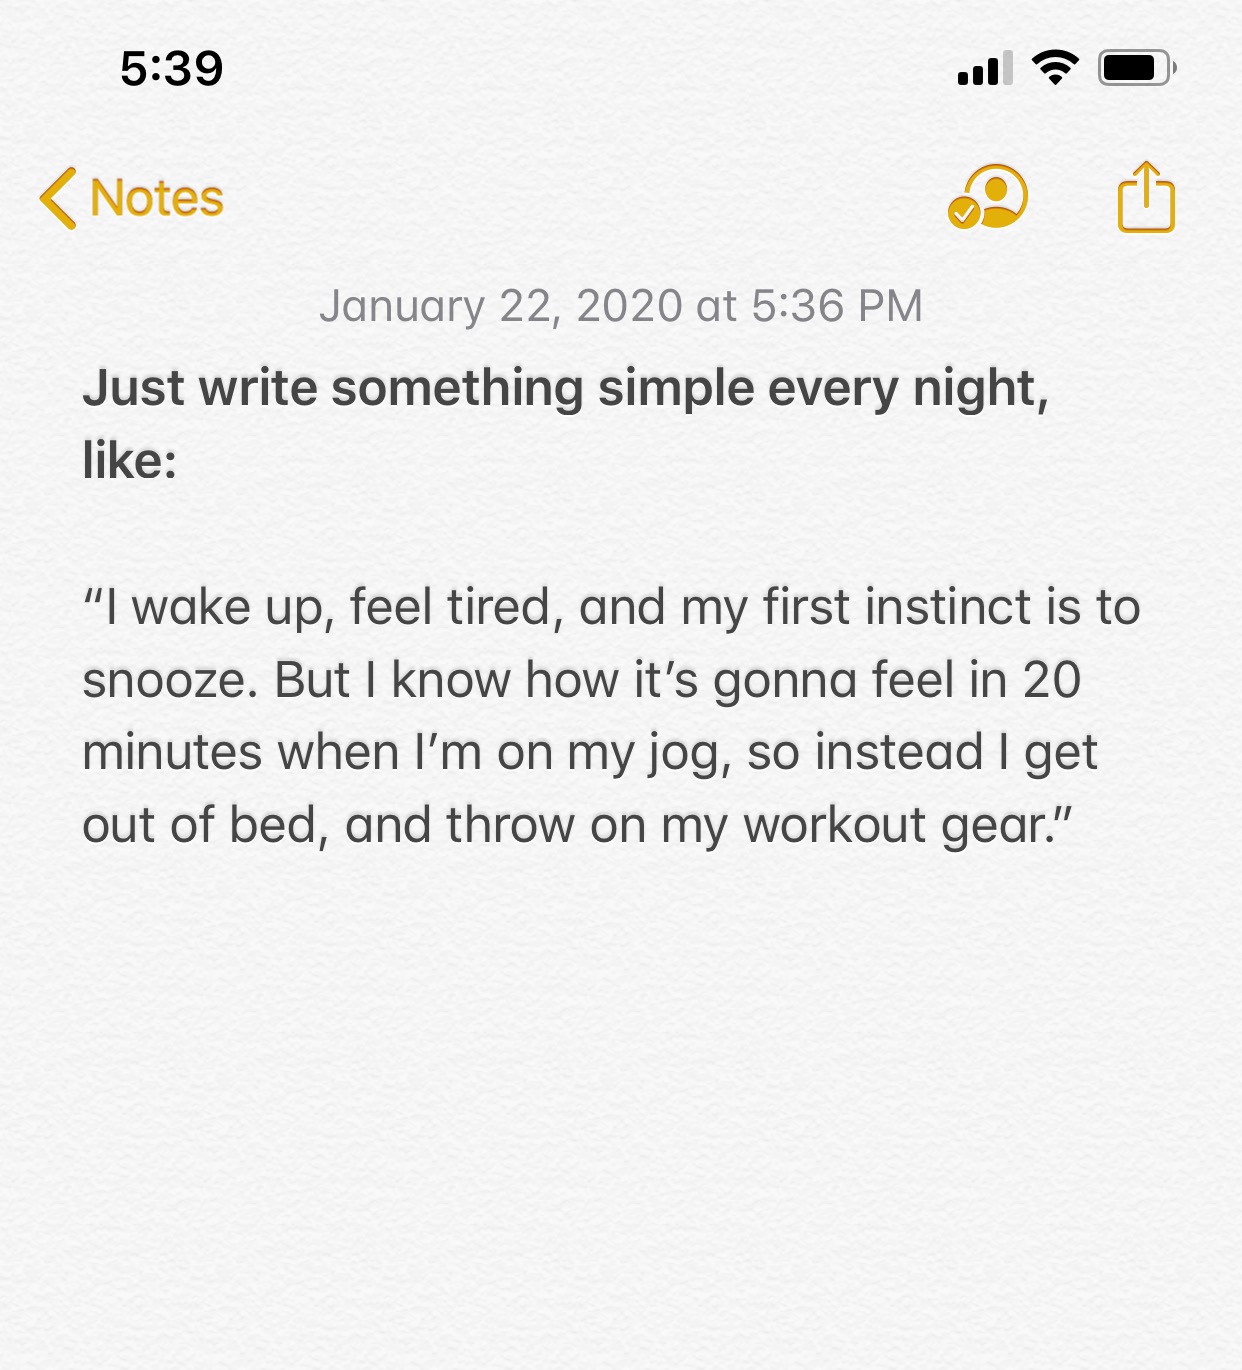 5:39
Notes
January 22, 2020 at 5:36 PM
Just write something simple every night,
like:
“I wake up, feel tired, and my first instinct is to
snooze. But I know how it’s gonna feel in 20
minutes when I’m on my jog, so instead I get
out of bed, and throw on my workout gear.”